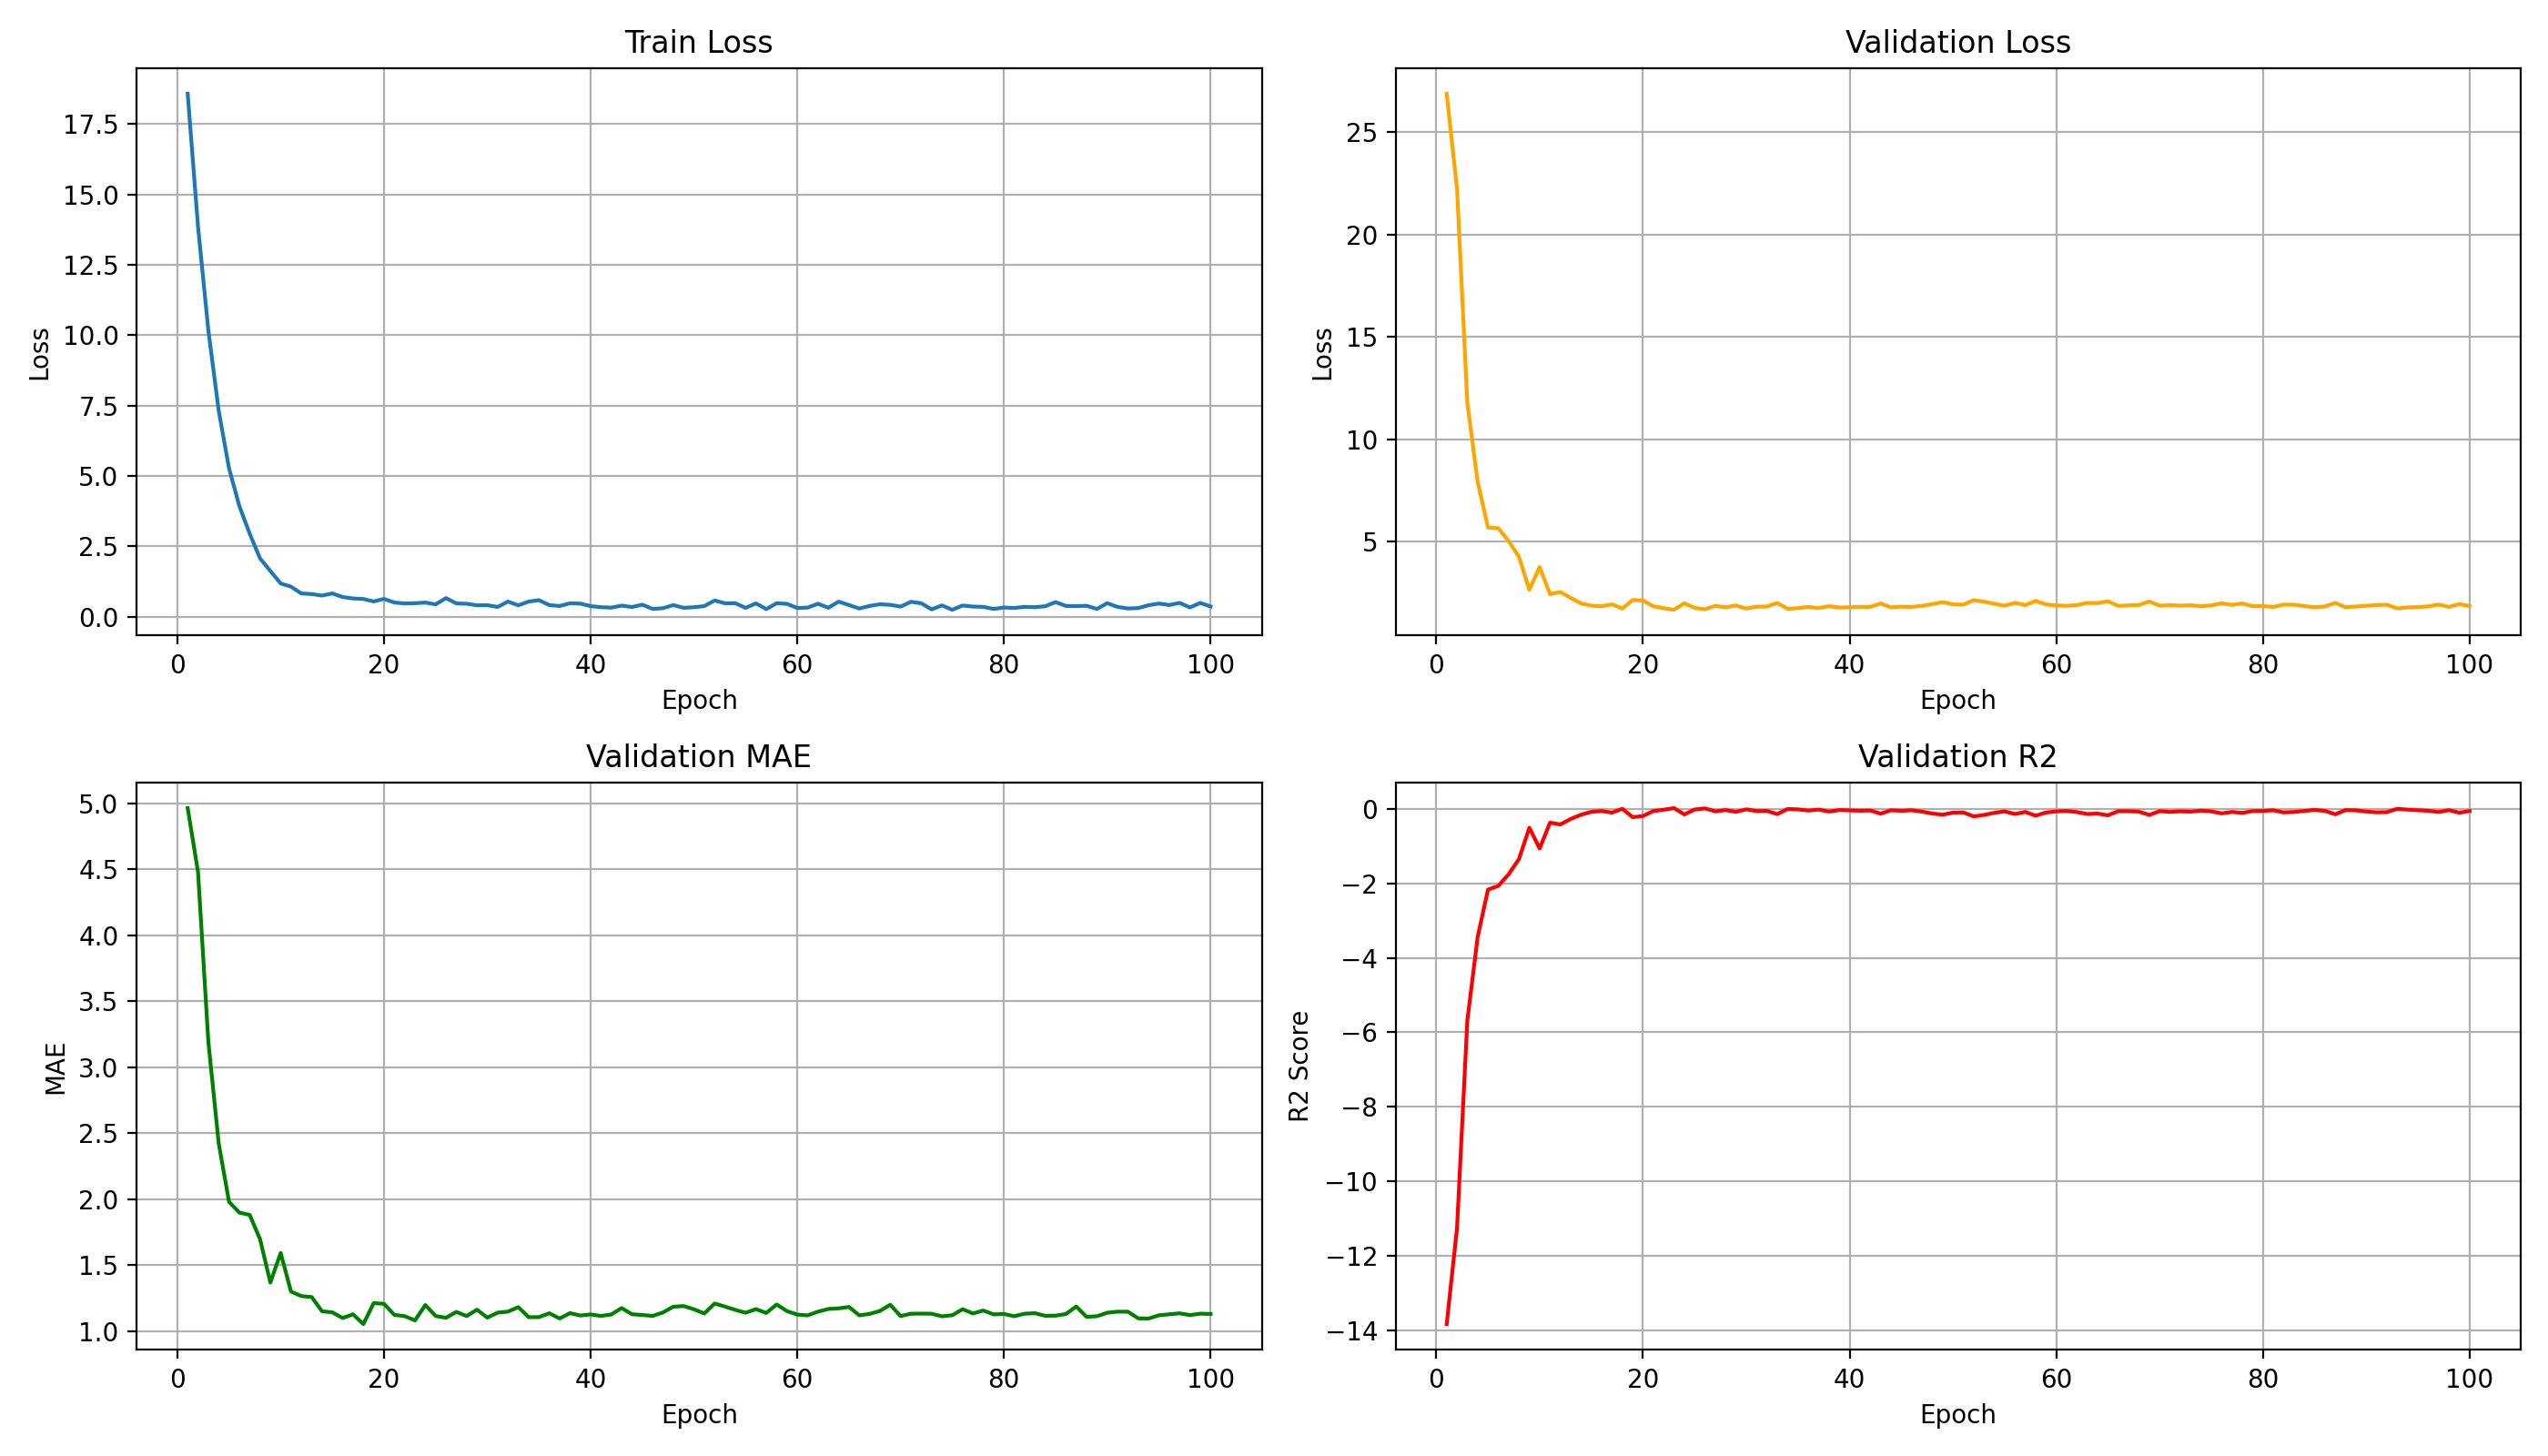 Train Loss
Loss
17.5
15.0
12.5
10.0
7.5
5.0
2.5
0.0
0 20 40 60 80 100
Epoch
Validation Loss
Loss
25
20
15
10
5
0 20 40 60 80 100
Epoch
Validation MAE
MAE
5.0
4.5
4.0
3.5
3.0
2.5
2.0
1.5
1.0
0 20 40 60 80 100
Epoch
Validation R2
R2 Score
0
−2
−4
−6
−8
−10
−12
−14
0 20 40 60 80 100
Epoch